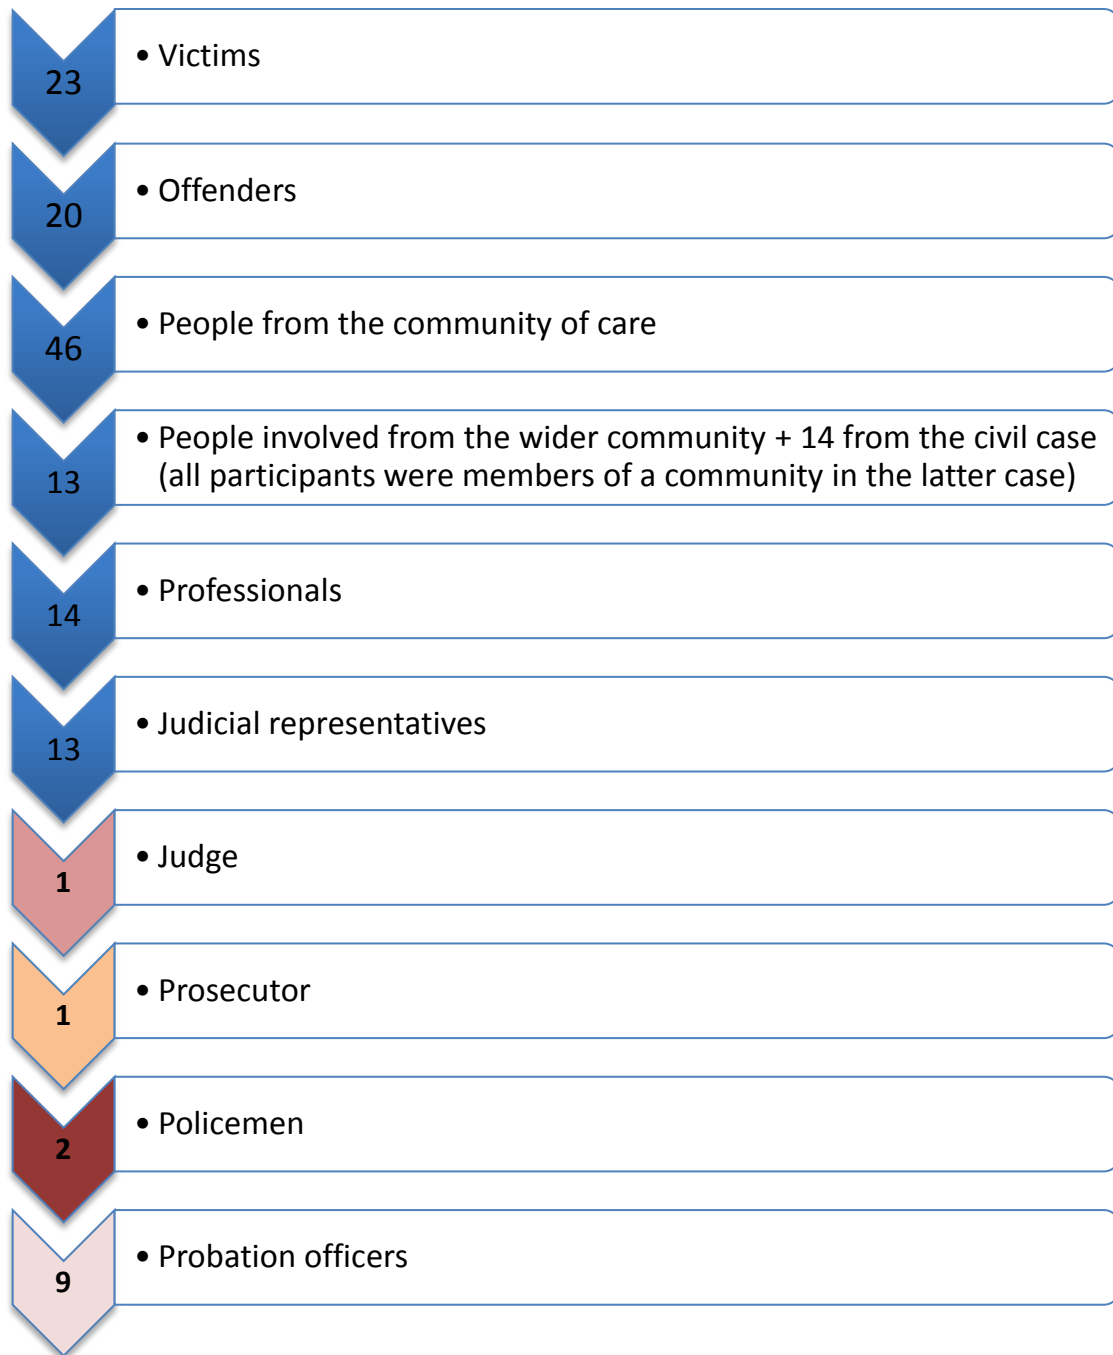 23
• Victims
20
• Offenders
46
• People from the community of care
13
• People involved from the wider community + 14 from the civil case
(all participants were members of a community in the latter case)
14
• Professionals
13
• Judicial representatives
1
• Judge
1
• Prosecutor
2
• Policemen
9
• Probation officers